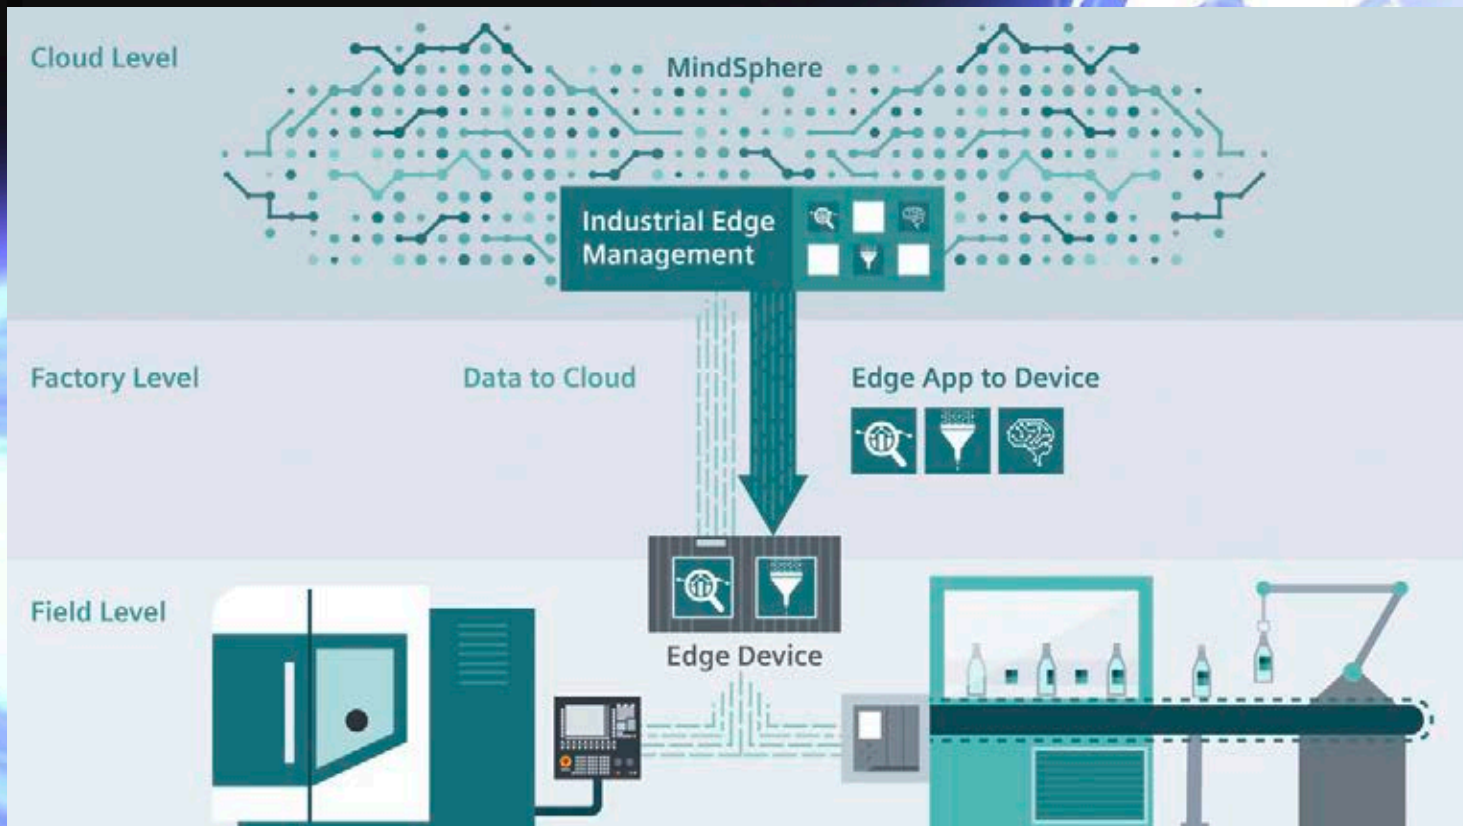 Cloud Level
MindSphere
Industrial Edge
Management
Factory Level
Data to Cloud
Edge App to Device
Field Level
Edge Device